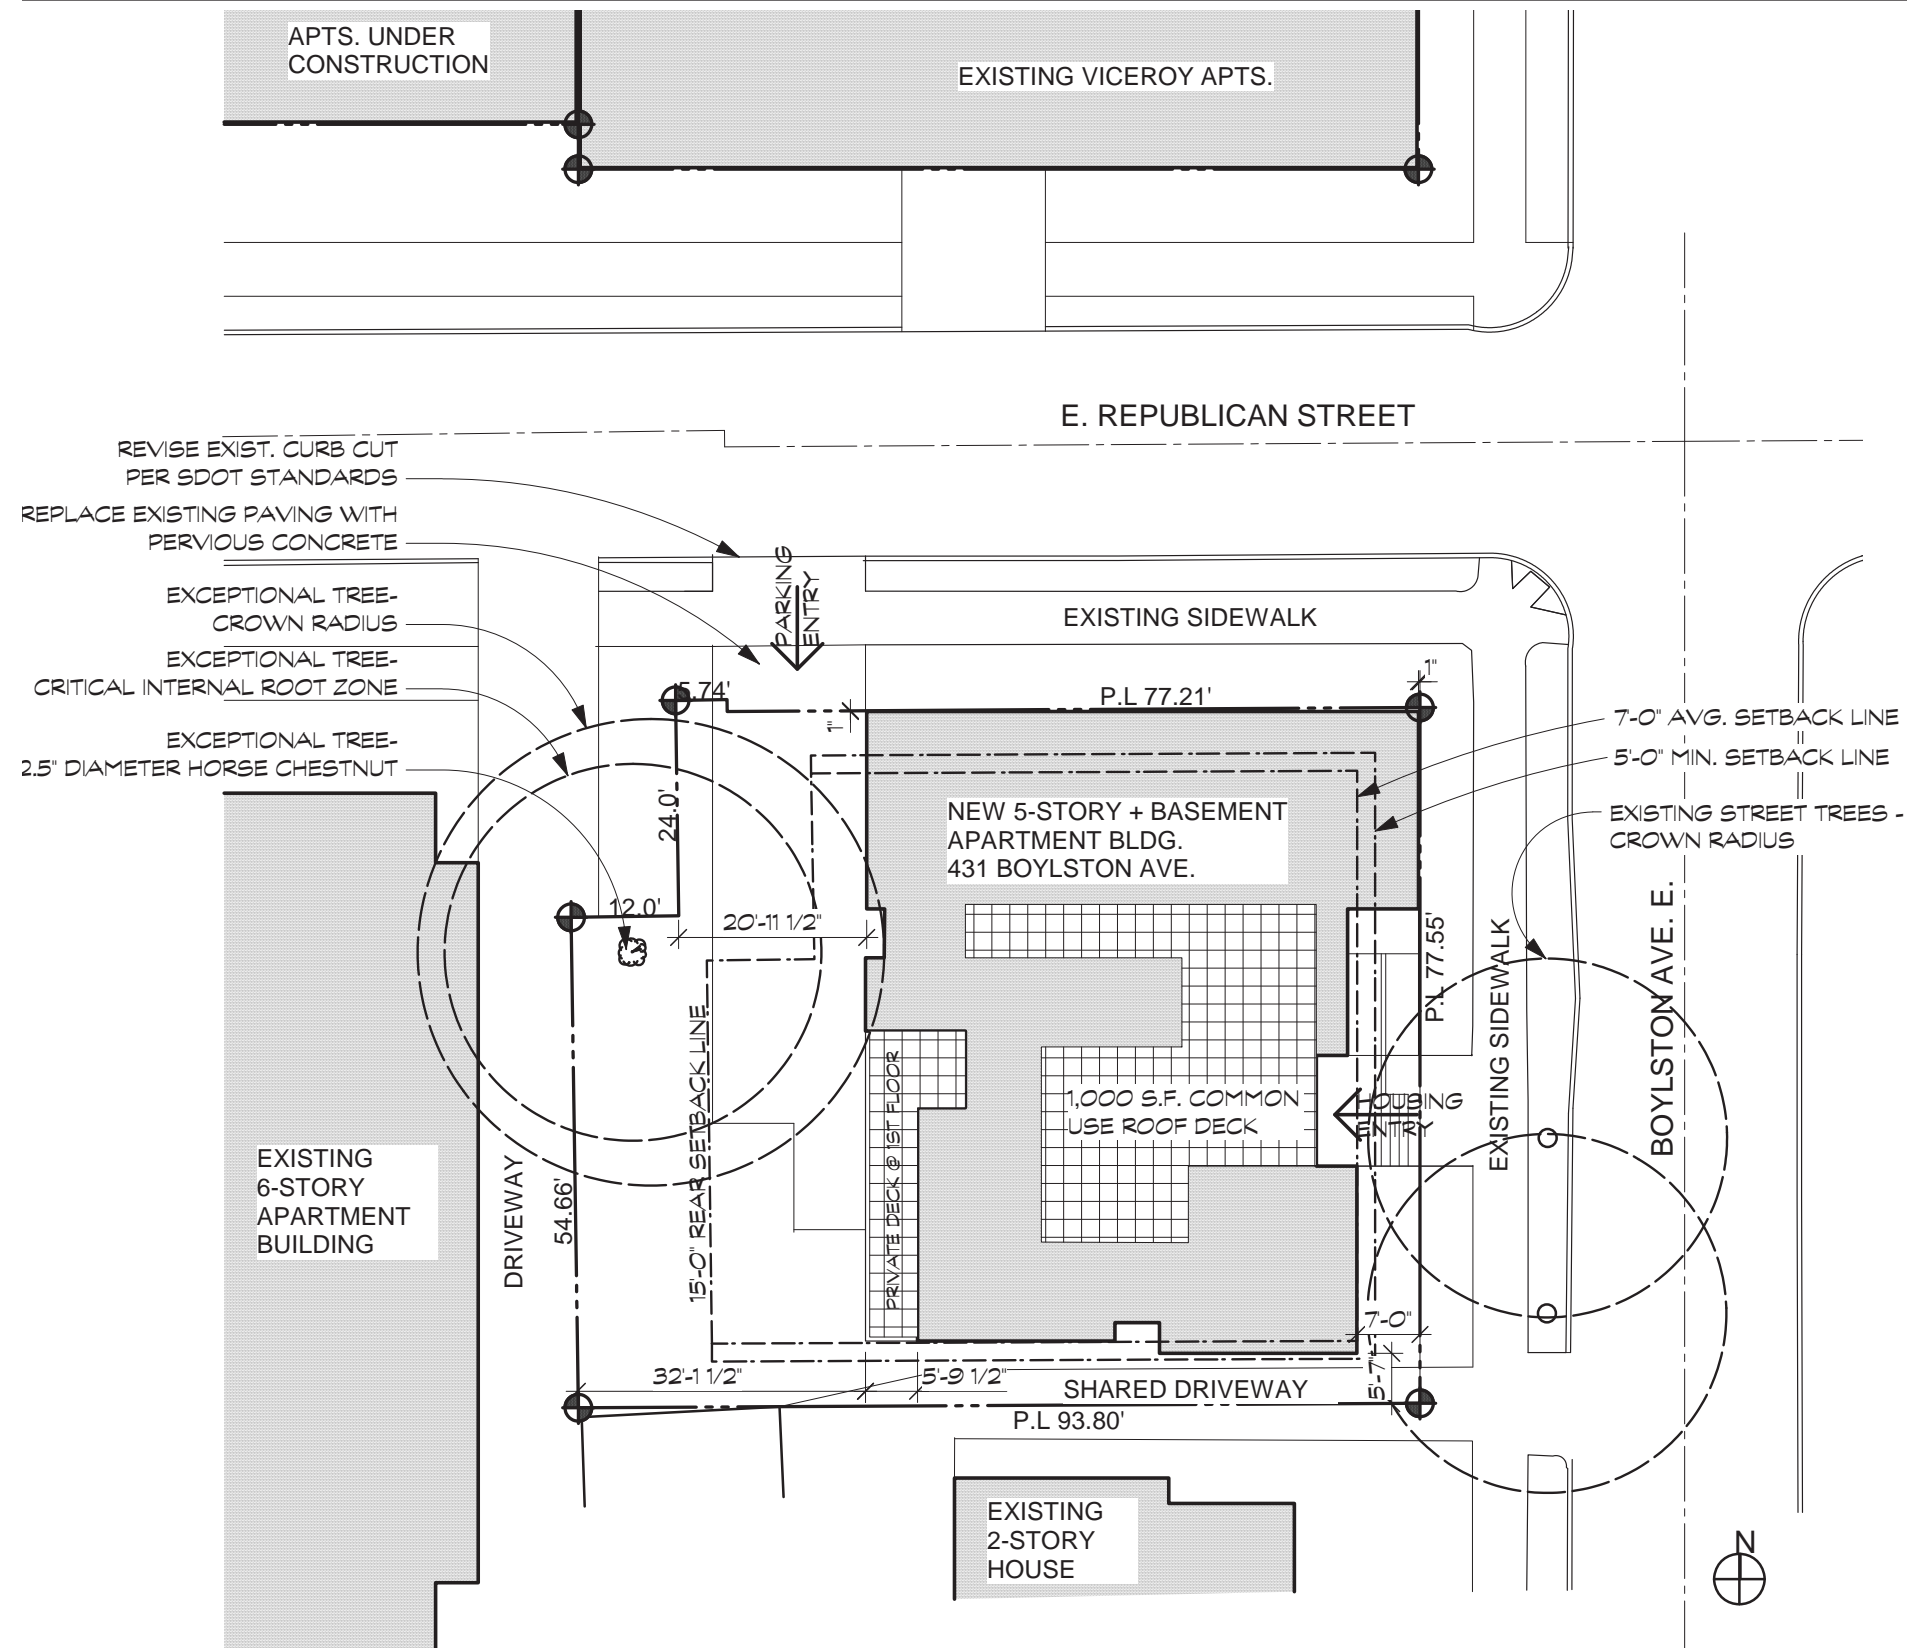 APTS. UNDER
CONSTRUCTION
EXISTING VICEROY APTS.
E. REPUBLICAN STREET
REVISE EXIST. CURB CUT
PER SDOT STANDARDS
REPLACE EXISTING PAVING WITH
PERVIOUS CONCRETE
EXCEPTIONAL TREE-
CROWN RADIUS
EXCEPTIONAL TREE-
CRITICAL INTERNAL ROOT ZONE
EXCEPTIONAL TREE-
2.5" DIAMETER HORSE CHESTNUT
PARKING
ENTRY
EXISTING SIDEWALK
1"
5.74'
P.L 77.21'
1"
7'-0" AVG. SETBACK LINE
5'-0" MIN. SETBACK LINE
EXISTING STREET TREES -
CROWN RADIUS
24.0'
NEW 5-STORY + BASEMENT
APARTMENT BLDG.
431 BOYLSTON AVE.
12.0'
20'-11 1/2"
P.L 77.55'
EXISTING SIDEWALK
BOYLSTON AVE. E.
15'-0" REAR SETBACK LINE
PRIVATE DECK @ 1ST FLOOR
1,000 S.F. COMMON
USE ROOF DECK
HOUSING
ENTRY
EXISTING
6-STORY
APARTMENT
BUILDING
DRIVEWAY
54.66'
7'-0"
5'-7"
32'-1 1/2"
5'-9 1/2"
SHARED DRIVEWAY
P.L 93.80'
EXISTING
2-STORY
HOUSE
N